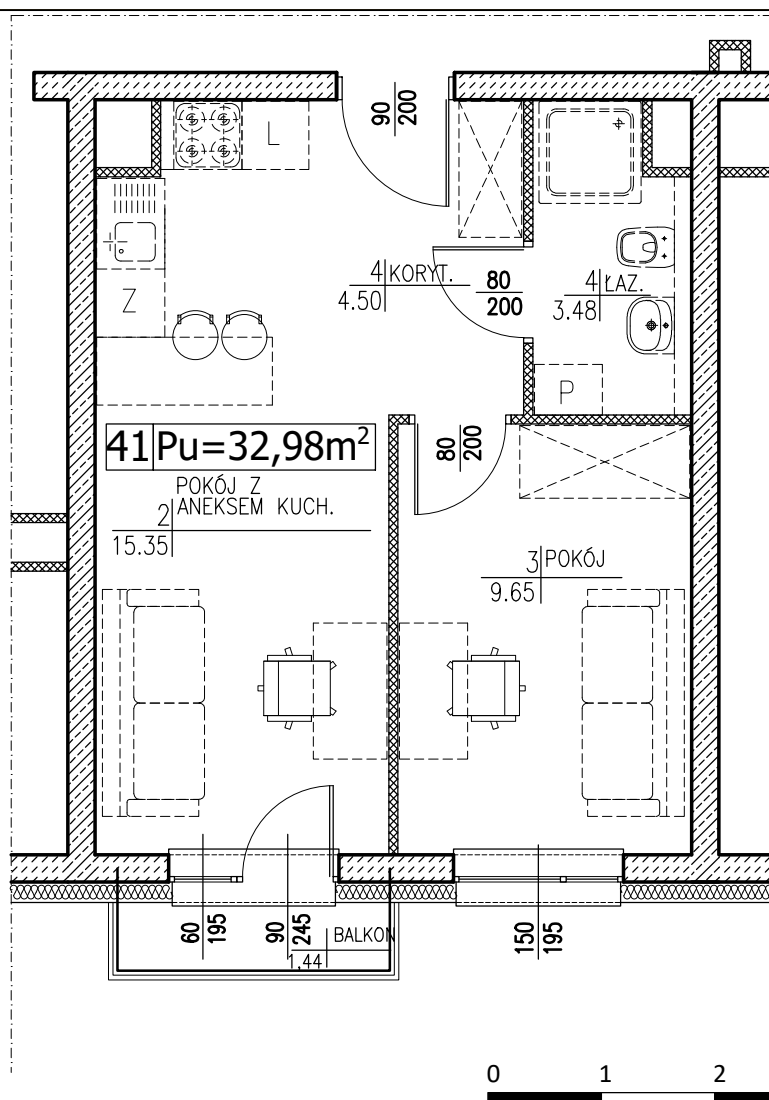 90
200
L
4 KORYT.
4.50
80
200
4 ŁAZ.
3.48
Z
P
41 Pu=32,98m²
80
200
POKÓJ Z
2 ANEKSEM KUCH.
15.35
3 POKÓJ
9.65
60
195
90
245
BALKON
1,44
150
195
0 1 2